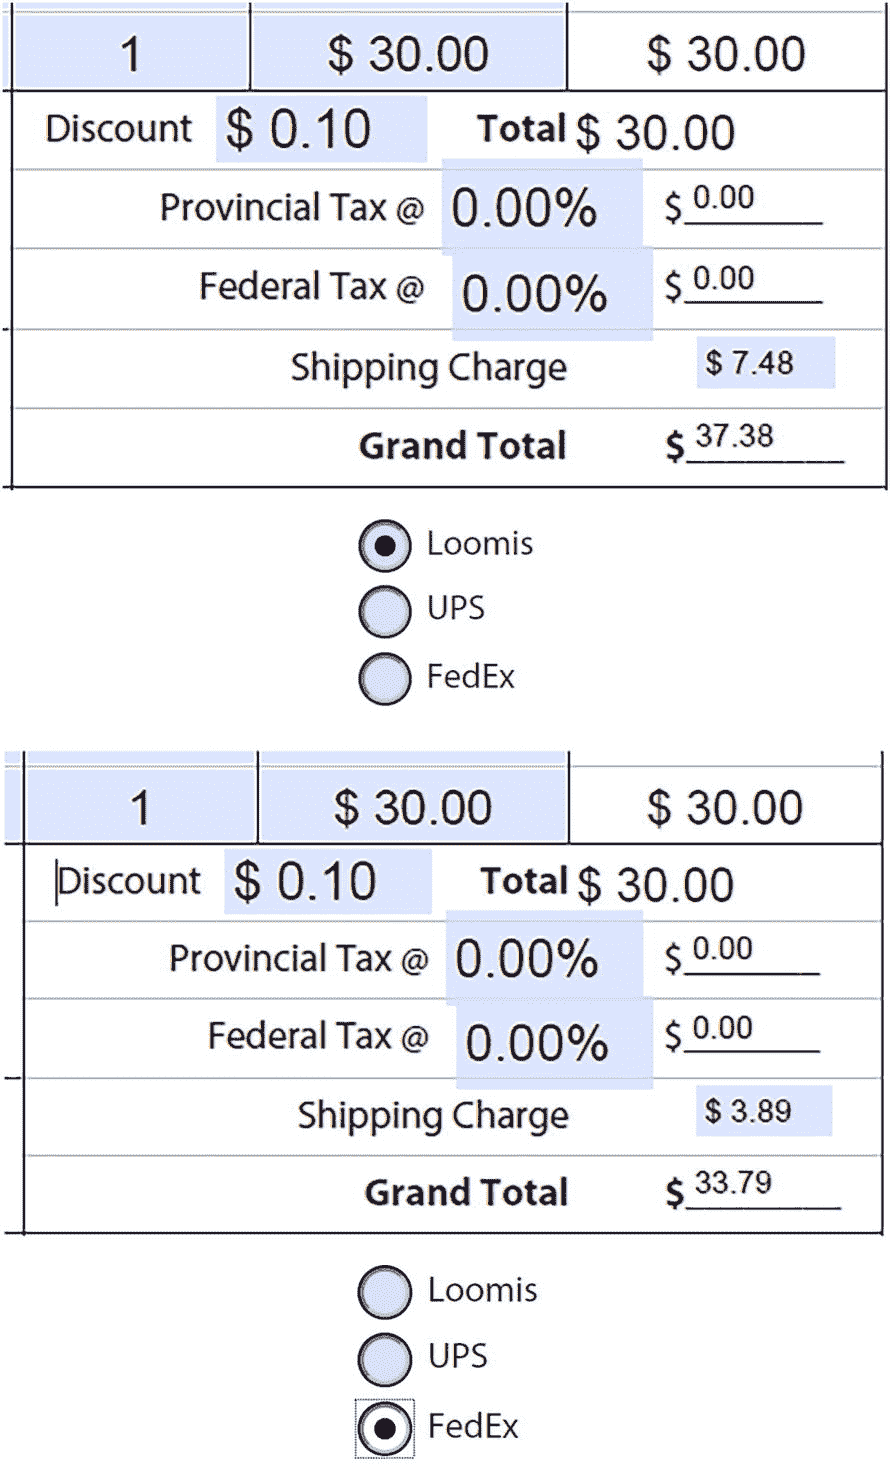 1 $ 30.00 $ 30.00
Discount $ 0.10 Total $ 30.00
Provincial Tax @ 0.00% $ 0.00
Federal Tax @ 0.00% $ 0.00
Shipping Charge $ 7.48
Grand Total $ 37.38
Loomis
UPS
FedEx
1 $ 30.00 $ 30.00
Discount $ 0.10 Total $ 30.00
Provincial Tax @ 0.00% $ 0.00
Federal Tax @ 0.00% $ 0.00
Shipping Charge $ 3.89
Grand Total $ 33.79
Loomis
UPS
FedEx